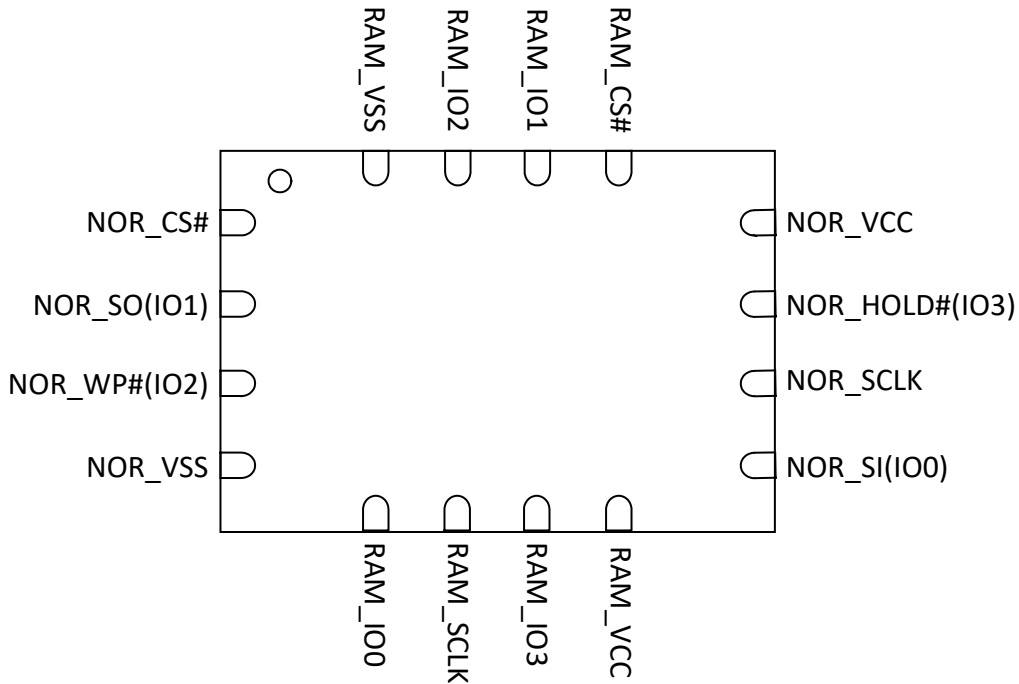 RAM_VSS
RAM_IO2
RAM_IO1
RAM_CS#
NOR_CS#
NOR_VCC
NOR_SO(IO1)
NOR_HOLD#(IO3)
NOR_WP#(IO2)
NOR_SCLK
NOR_VSS
NOR_SI(IO0)
RAM_IO0
RAM_SCLK
RAM_IO3
RAM_VCC